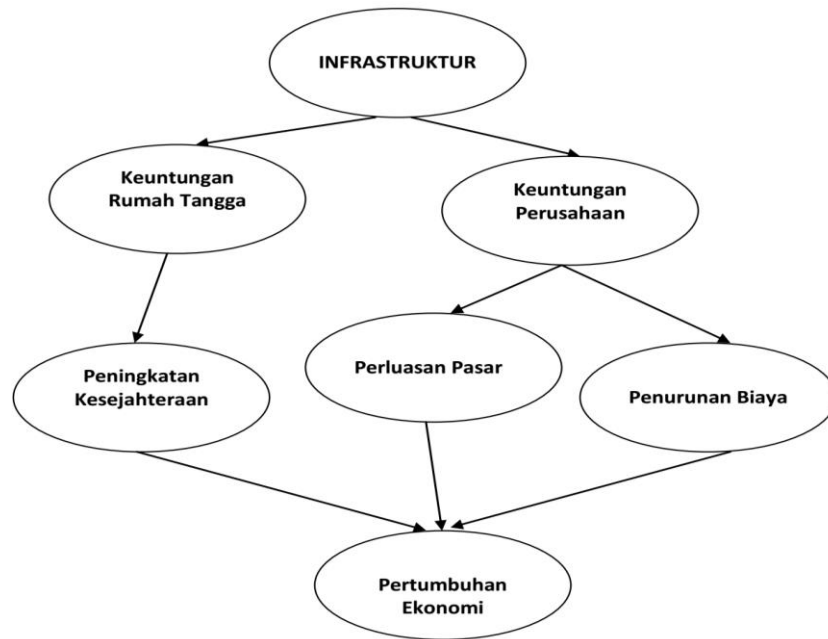 INFRASTRUKTUR
Keuntungan
Rumah Tangga
Keuntungan
Perusahaan
Peningkatan
Kesejahteraan
Perluasan Pasar
Penurunan Biaya
Pertumbuhan
Ekonomi